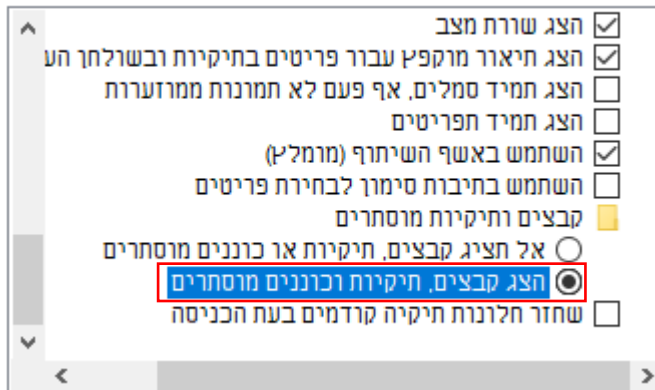 הצג שורת מצב
הצג תיאור מוקפץ עבור פריטים בתיקיות ובשולחן הע
הצג תמיד סמלים, אף פעם לא תמונות ממוזערות
הצג תמיד תפריטים
השתמש באשף השיתוף (מומלץ)
השתמש בתיבות סימון לבחירת פריטים
קבצים ותיקיות מוסתרים
אל תציג קבצים, תיקיות או כוננים מוסתרים
הצג קבצים, תיקיות וכוננים מוסתרים
שחזר חלונות תיקיה קודמים בעת הכניסה